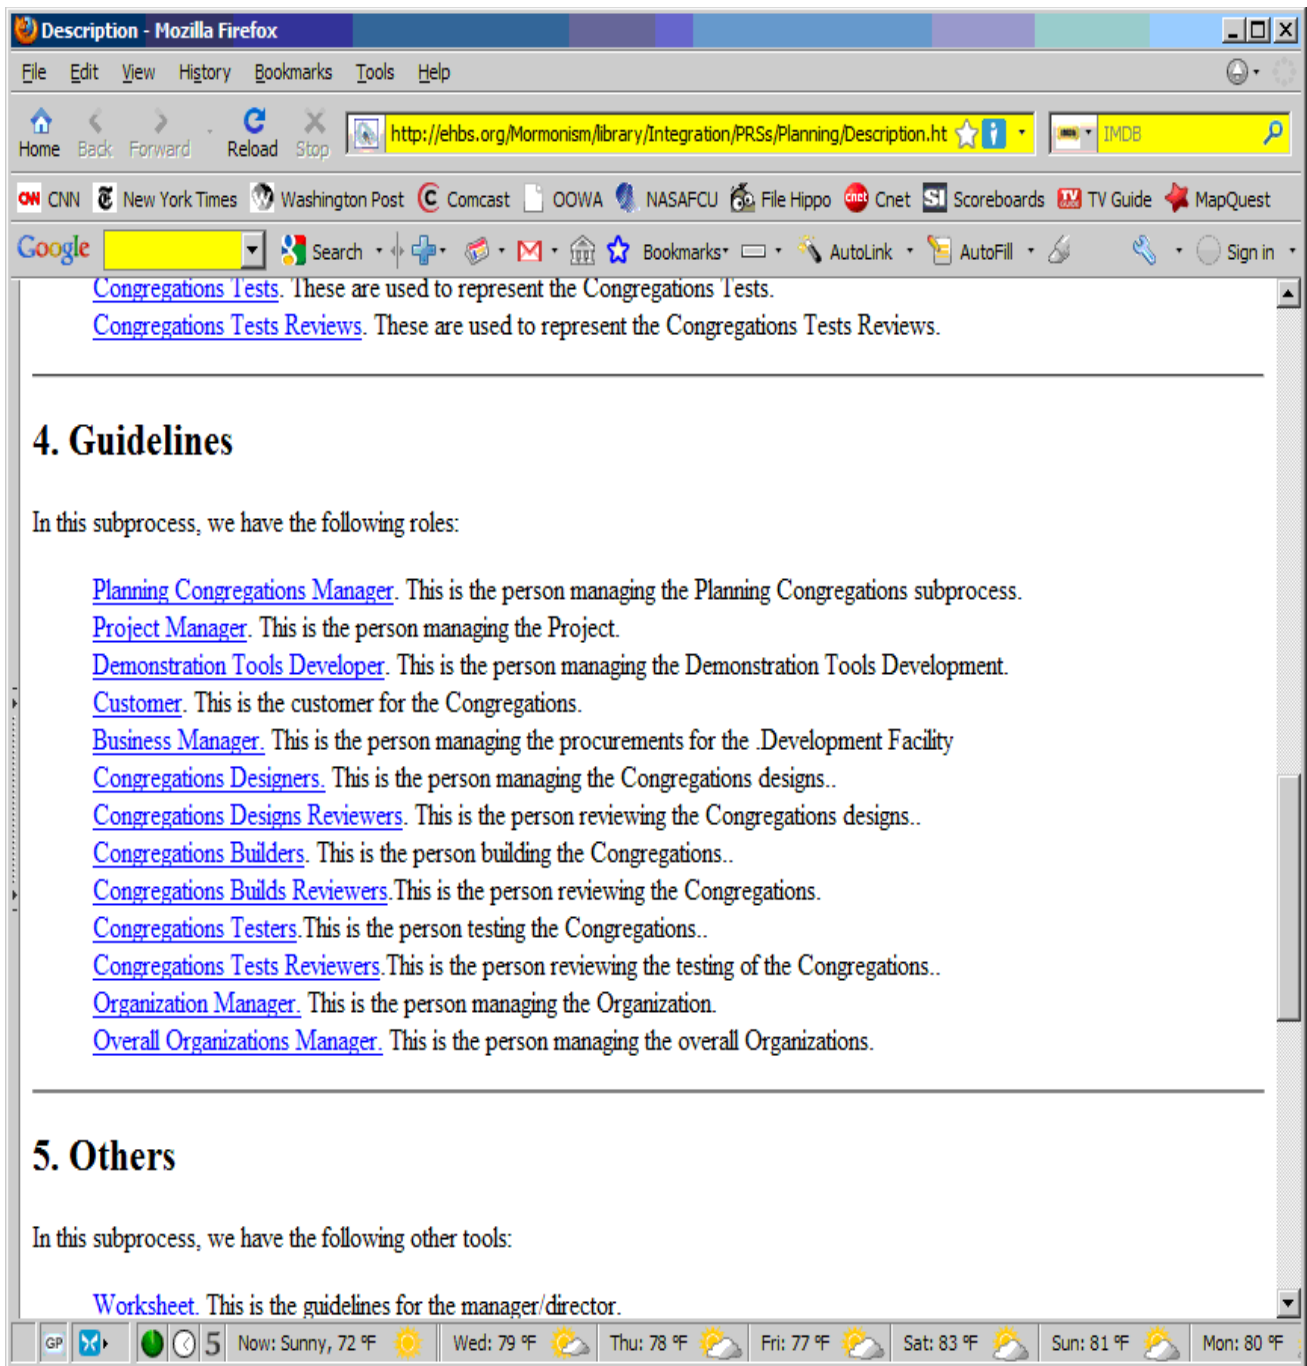 Description - Mozilla Firefox
File Edit View History Bookmarks Tools Help
Home Back Forward Reload Stop http://ehbs.org/Mormonism/library/Integration/PRSs/Planning/Description.ht IMDB
CNN CNN New York Times Washington Post Comcast OOWA NASAFCU File Hippo cnet Cnet SI Scoreboards TV Guide MapQuest
Google Search Bookmarks AutoLink AutoFill Sign in
Congregations Tests. These are used to represent the Congregations Tests.
Congregations Tests Reviews. These are used to represent the Congregations Tests Reviews.
4. Guidelines
In this subprocess, we have the following roles:
Planning Congregations Manager. This is the person managing the Planning Congregations subprocess.
Project Manager. This is the person managing the Project.
Demonstration Tools Developer. This is the person managing the Demonstration Tools Development.
Customer. This is the customer for the Congregations.
Business Manager. This is the person managing the procurements for the .Development Facility
Congregations Designers. This is the person managing the Congregations designs..
Congregations Designs Reviewers. This is the person reviewing the Congregations designs..
Congregations Builders. This is the person building the Congregations..
Congregations Builds Reviewers.This is the person reviewing the Congregations.
Congregations Testers.This is the person testing the Congregations..
Congregations Tests Reviewers.This is the person reviewing the testing of the Congregations..
Organization Manager. This is the person managing the Organization.
Overall Organizations Manager. This is the person managing the overall Organizations.
5. Others
In this subprocess, we have the following other tools:
Worksheet. This is the guidelines for the manager/director.
GP 5 Now: Sunny, 72 °F Wed: 79 °F Thu: 78 °F Fri: 77 °F Sat: 83 °F Sun: 81 °F Mon: 80 °F